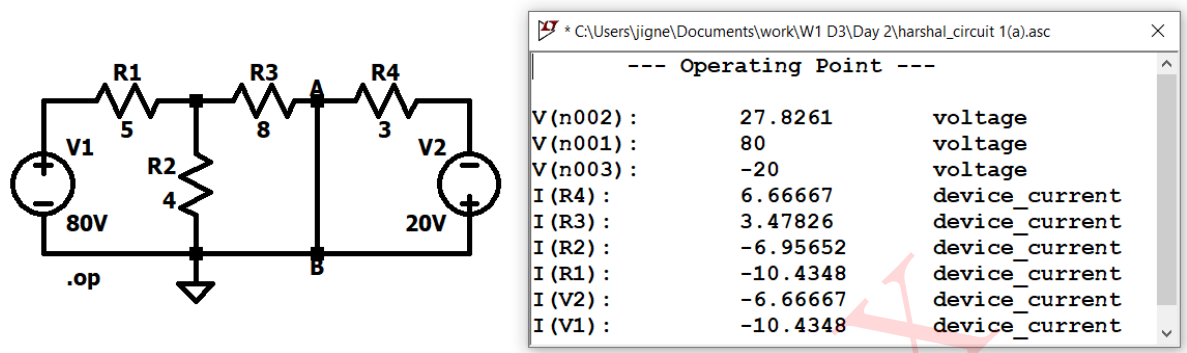 R1
R3
A
R4
5
8
3
V1
R2
V2
4
80V
20V
.op
B
* C:\Users\jigne\Documents\work\W1 D3\Day 2\harshal_circuit 1(a).asc
--- Operating Point ---
V(n002): 27.8261 voltage
V(n001): 80 voltage
V(n003): -20 voltage
I(R4): 6.66667 device_current
I(R3): 3.47826 device_current
I(R2): -6.95652 device_current
I(R1): -10.4348 device_current
I(V2): -6.66667 device_current
I(V1): -10.4348 device_current